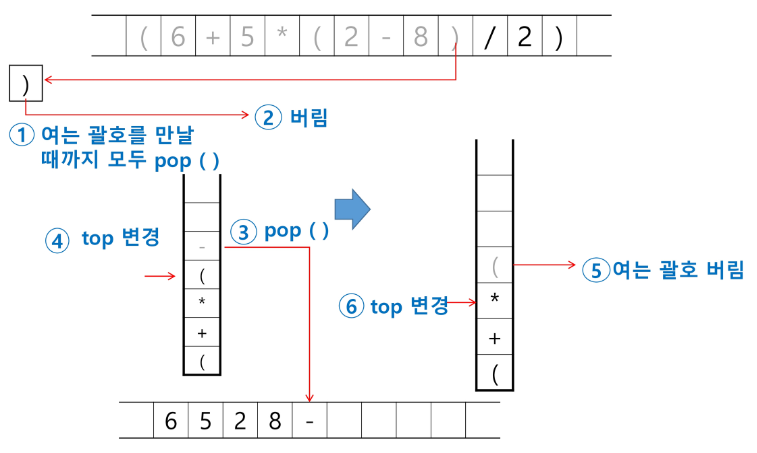 ( 6 + 5 * ( 2 - 8 ) / 2 )
)
② 버림
① 여는 괄호를 만날
때까지 모두 pop ( )
④ top 변경
③ pop ( )
-
(
*
+
(
(
⑤ 여는 괄호 버림
⑥ top 변경
*
+
(
6 5 2 8 -